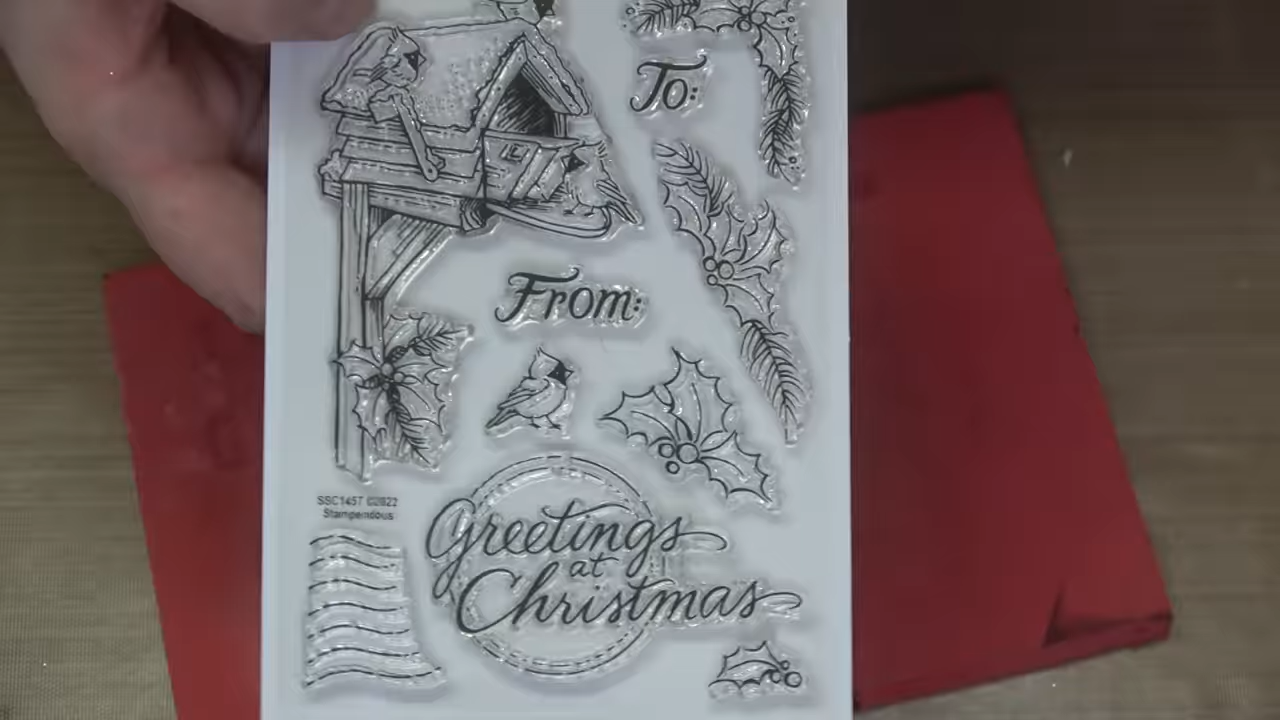 To:
From:
SSC1457 ©2022
Stampendous
Greetings
at
Christmas